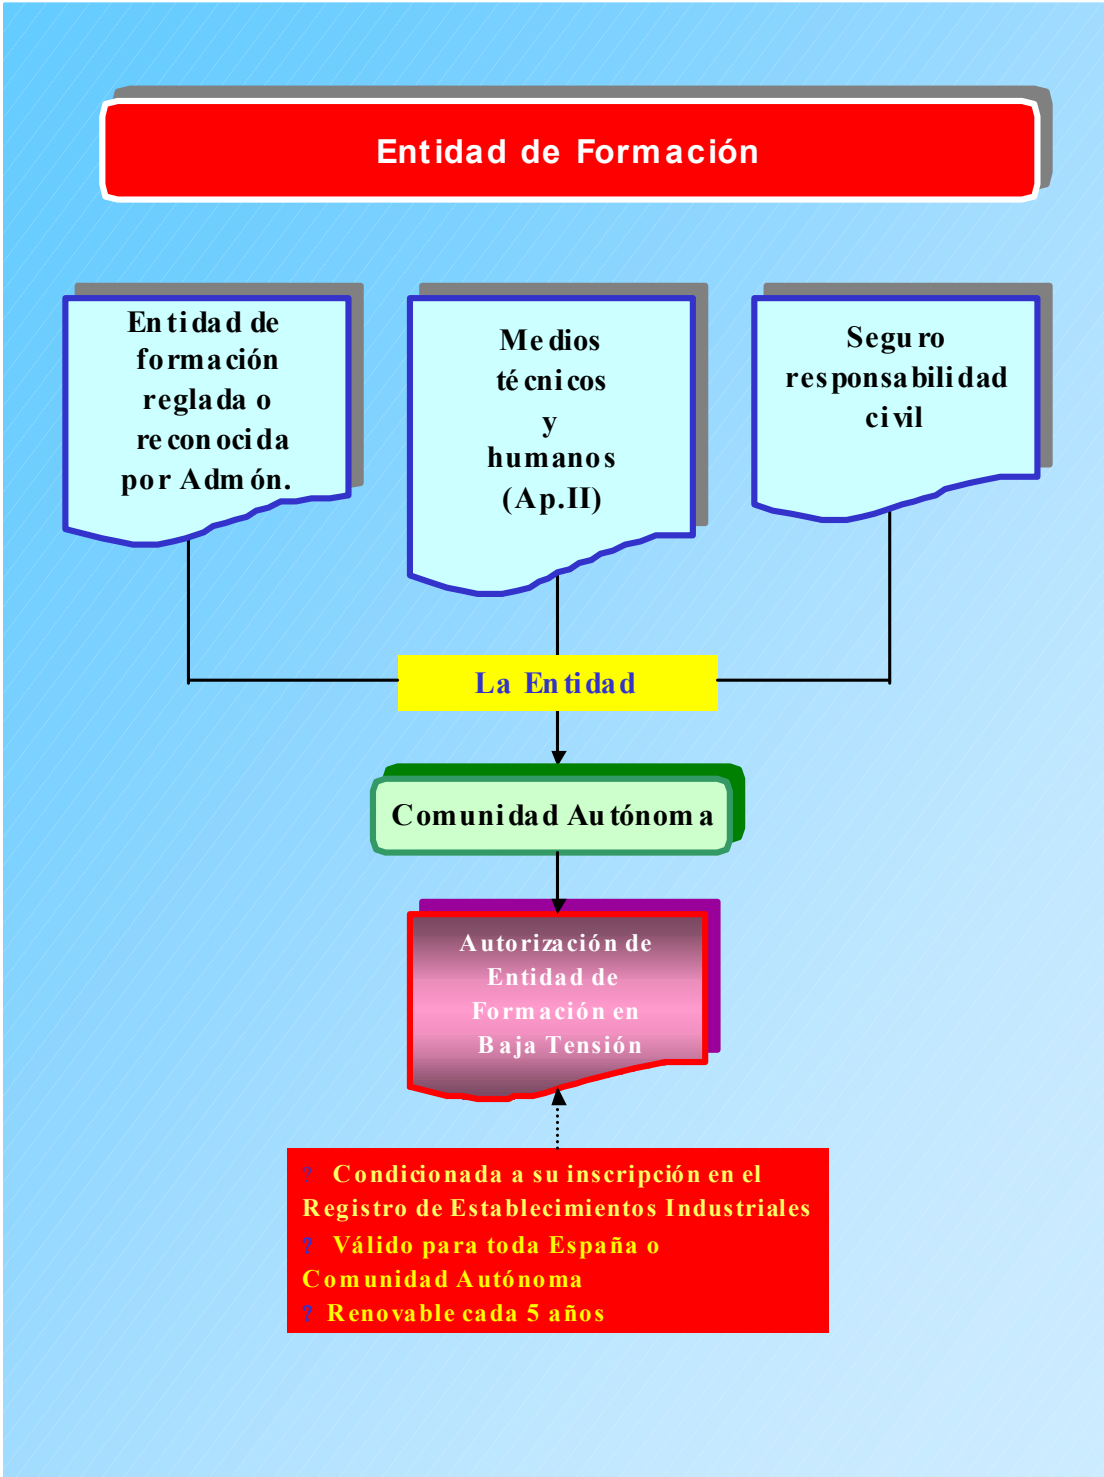 Entidad de Formación
Entidad de
formación
reglada o
reconocida
por Admón.
Medios
técnicos
y
humanos
(Ap.II)
Seguro
responsabilidad
civil
La Entidad
Comunidad Autónoma
Autorización de
Entidad de
Formación en
Baja Tensión
? Condicionada a su inscripción en el
Registro de Establecimientos Industriales
? Válido para toda España o
Comunidad Autónoma
? Renovable cada 5 años